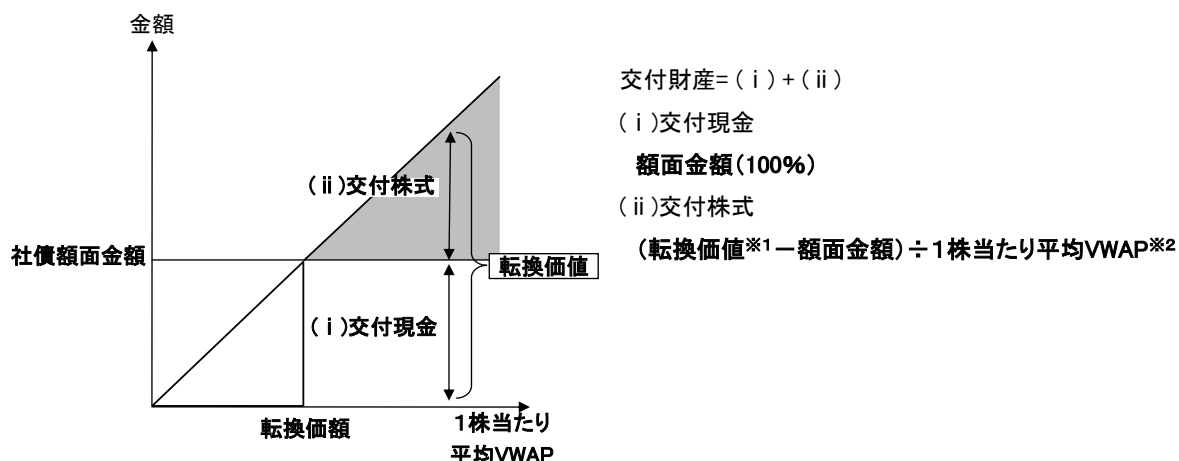 金額
交付財産=(ⅰ)+(ⅱ)
(ⅰ)交付現金
額面金額(100%)
(ⅱ)交付株式
(転換価値※1-額面金額)÷1株当たり平均VWAP※2
(ⅱ)交付株式
社債額面金額
転換価値
(ⅰ)交付現金
転換価額
1株当たり
平均VWAP